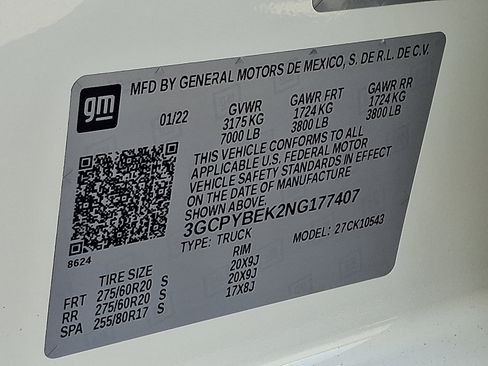 gm
MFD BY GENERAL MOTORS DE MEXICO, S. DE R.L. DE C.V.
01/22
GVWR
3175 KG
7000 LB
GAWR FRT
1724 KG
3800 LB
GAWR RR
1724 KG
3800 LB
THIS VEHICLE CONFORMS TO ALL
APPLICABLE U.S. FEDERAL MOTOR
VEHICLE SAFETY STANDARDS IN EFFECT
ON THE DATE OF MANUFACTURE
SHOWN ABOVE.
3GCPYBEK2NG177407
TYPE: TRUCK
MODEL: 27CK10543
8624
TIRE SIZE
RIM
FRT 275/60R20 S 20X9J
RR 275/60R20 S 20X9J
SPA 255/80R17 S 17X8J